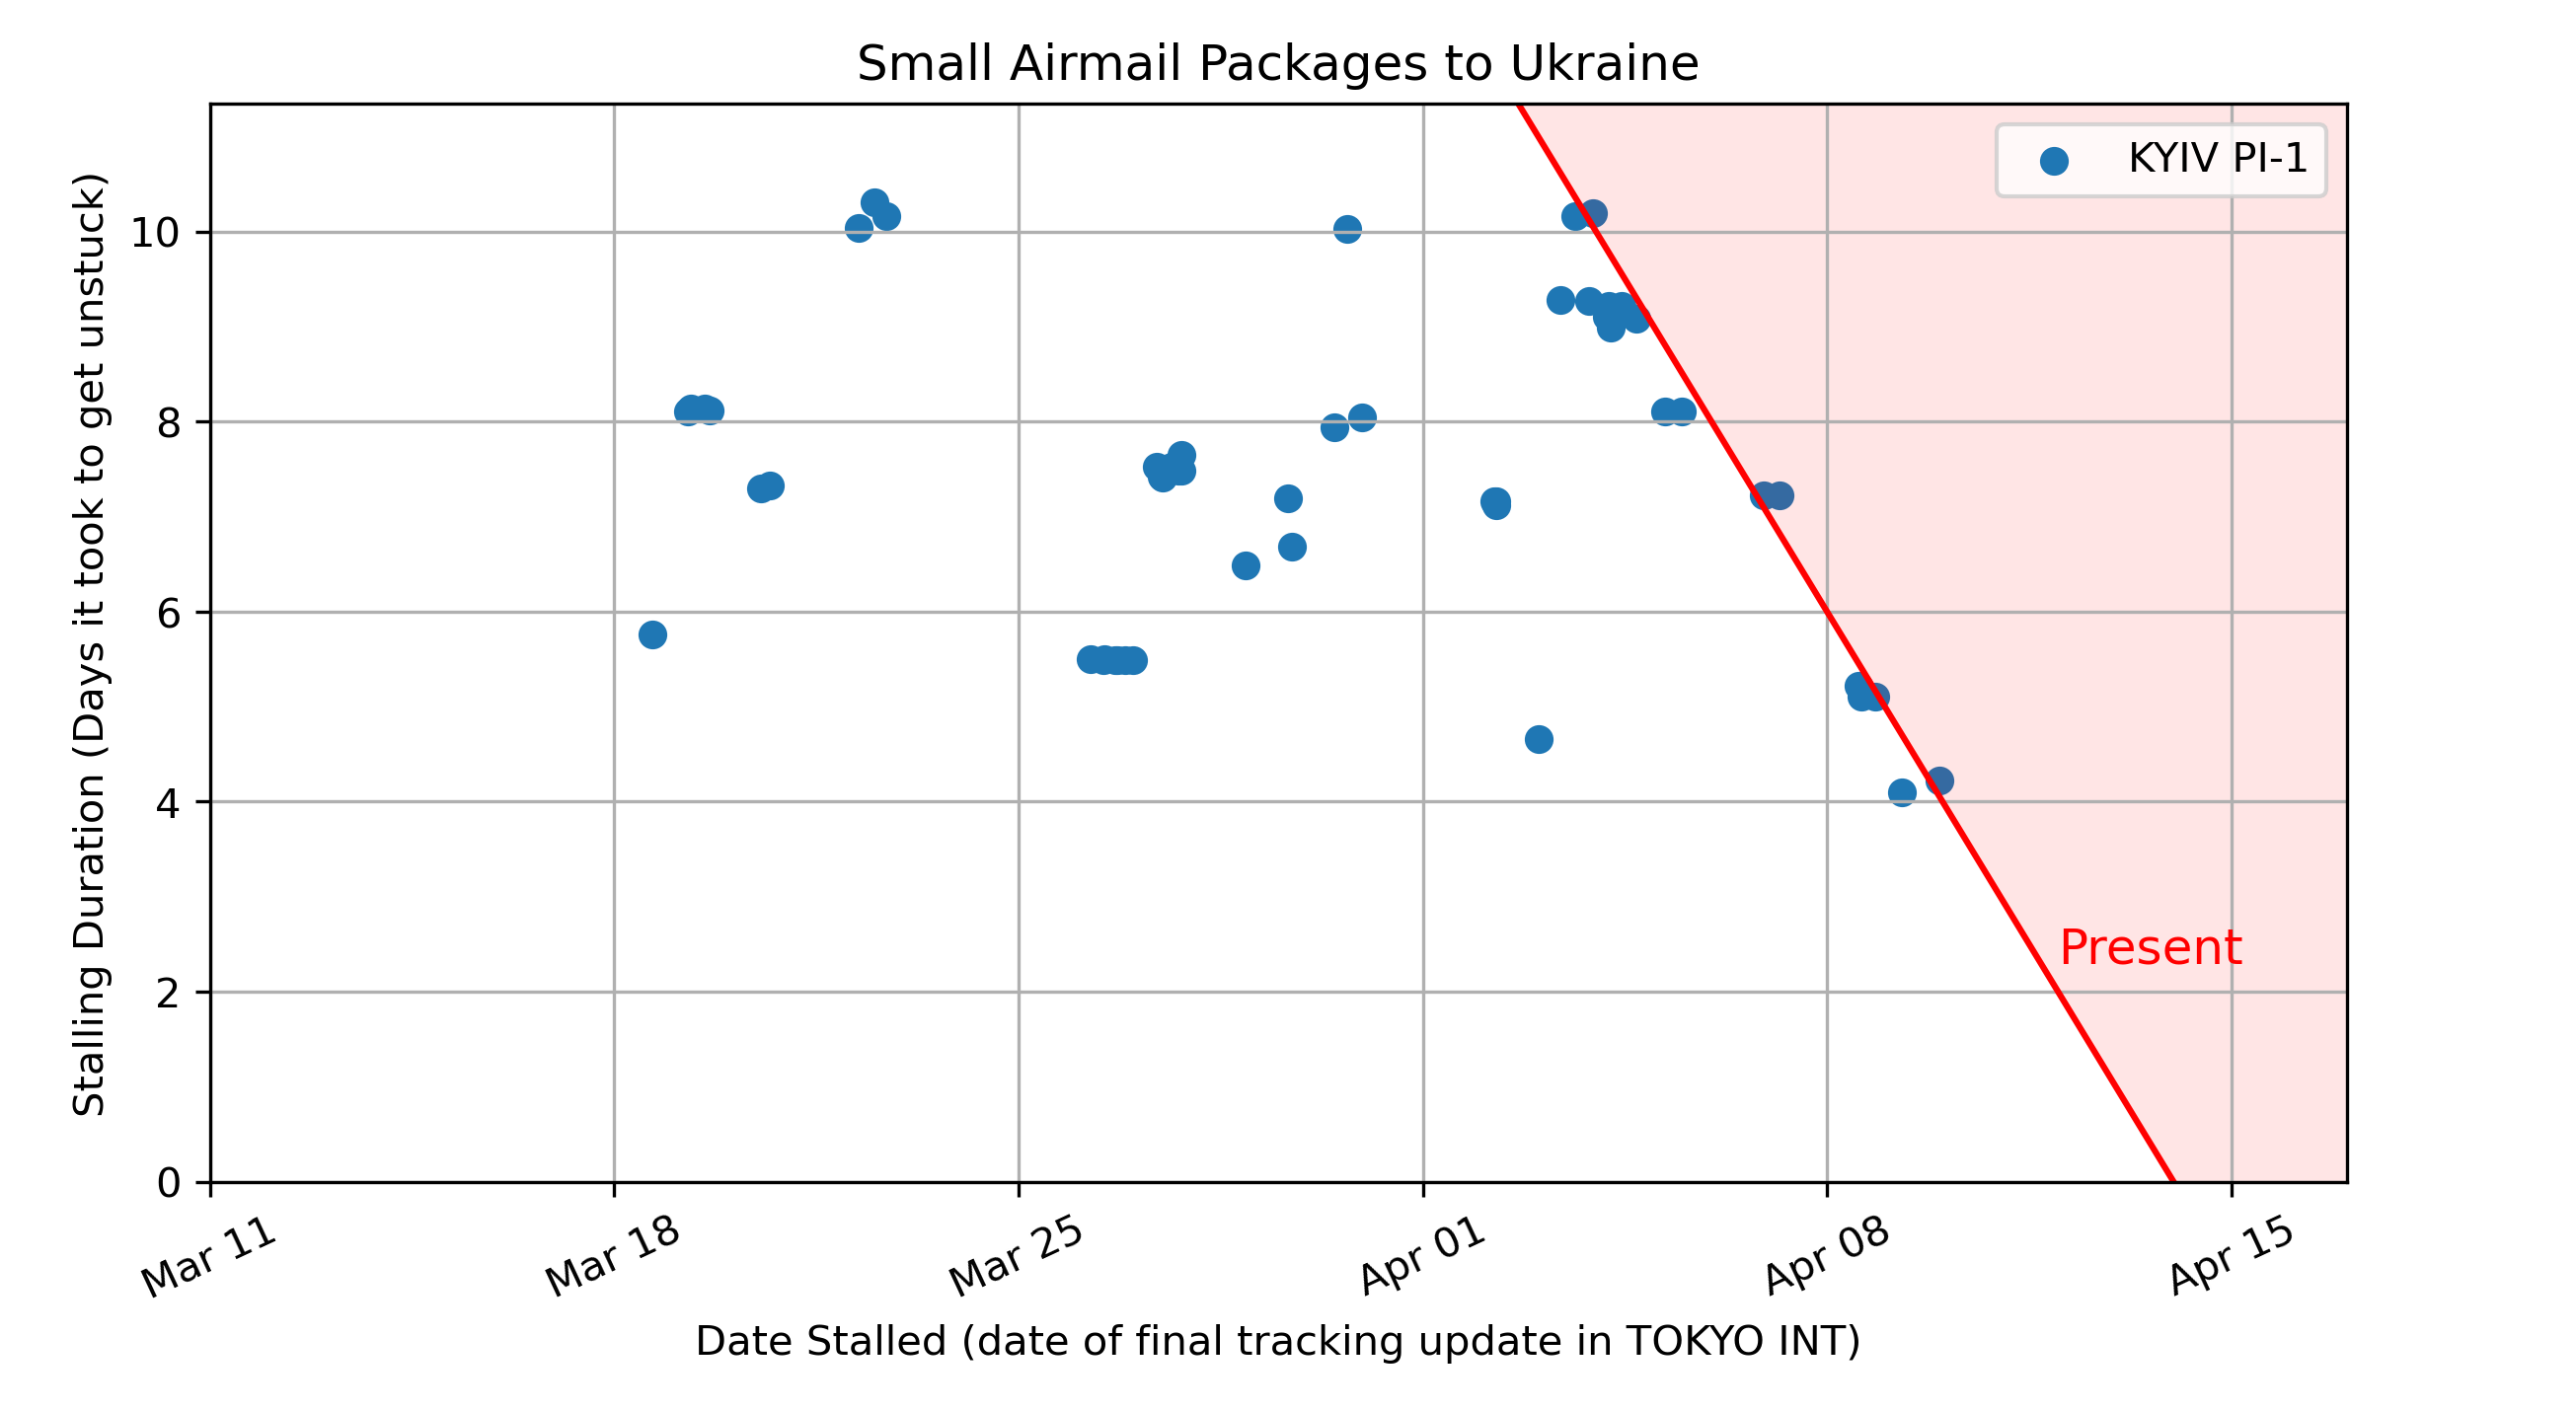 Small Airmail Packages to Ukraine
KYIV PI-1
Stalling Duration (Days it took to get unstuck)
10
8
6
4
2
0
Present
Mar 11
Mar 18
Mar 25
Apr 01
Apr 08
Apr 15
Date Stalled (date of final tracking update in TOKYO INT)